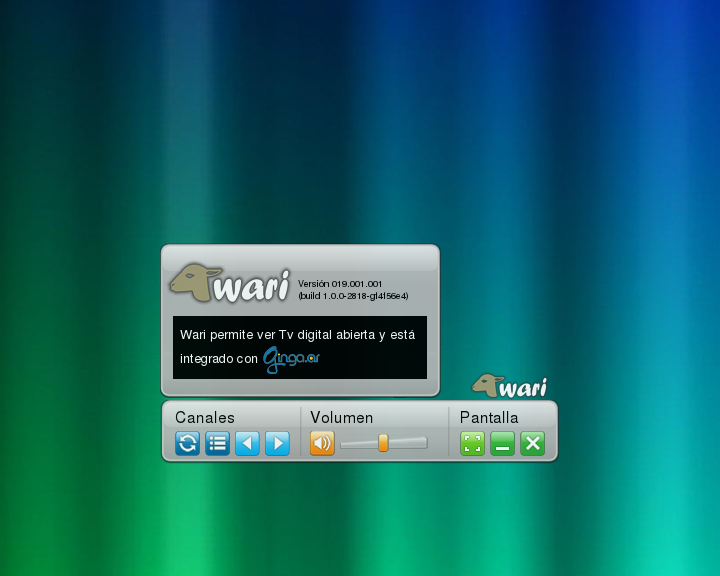 wari
Versión 019.001.001
(build 1.0.0-2818-gf4f56e4)
Wari permite ver Tv digital abierta y está
integrado con Ginga.ar
wari
Canales
Volumen
Pantalla